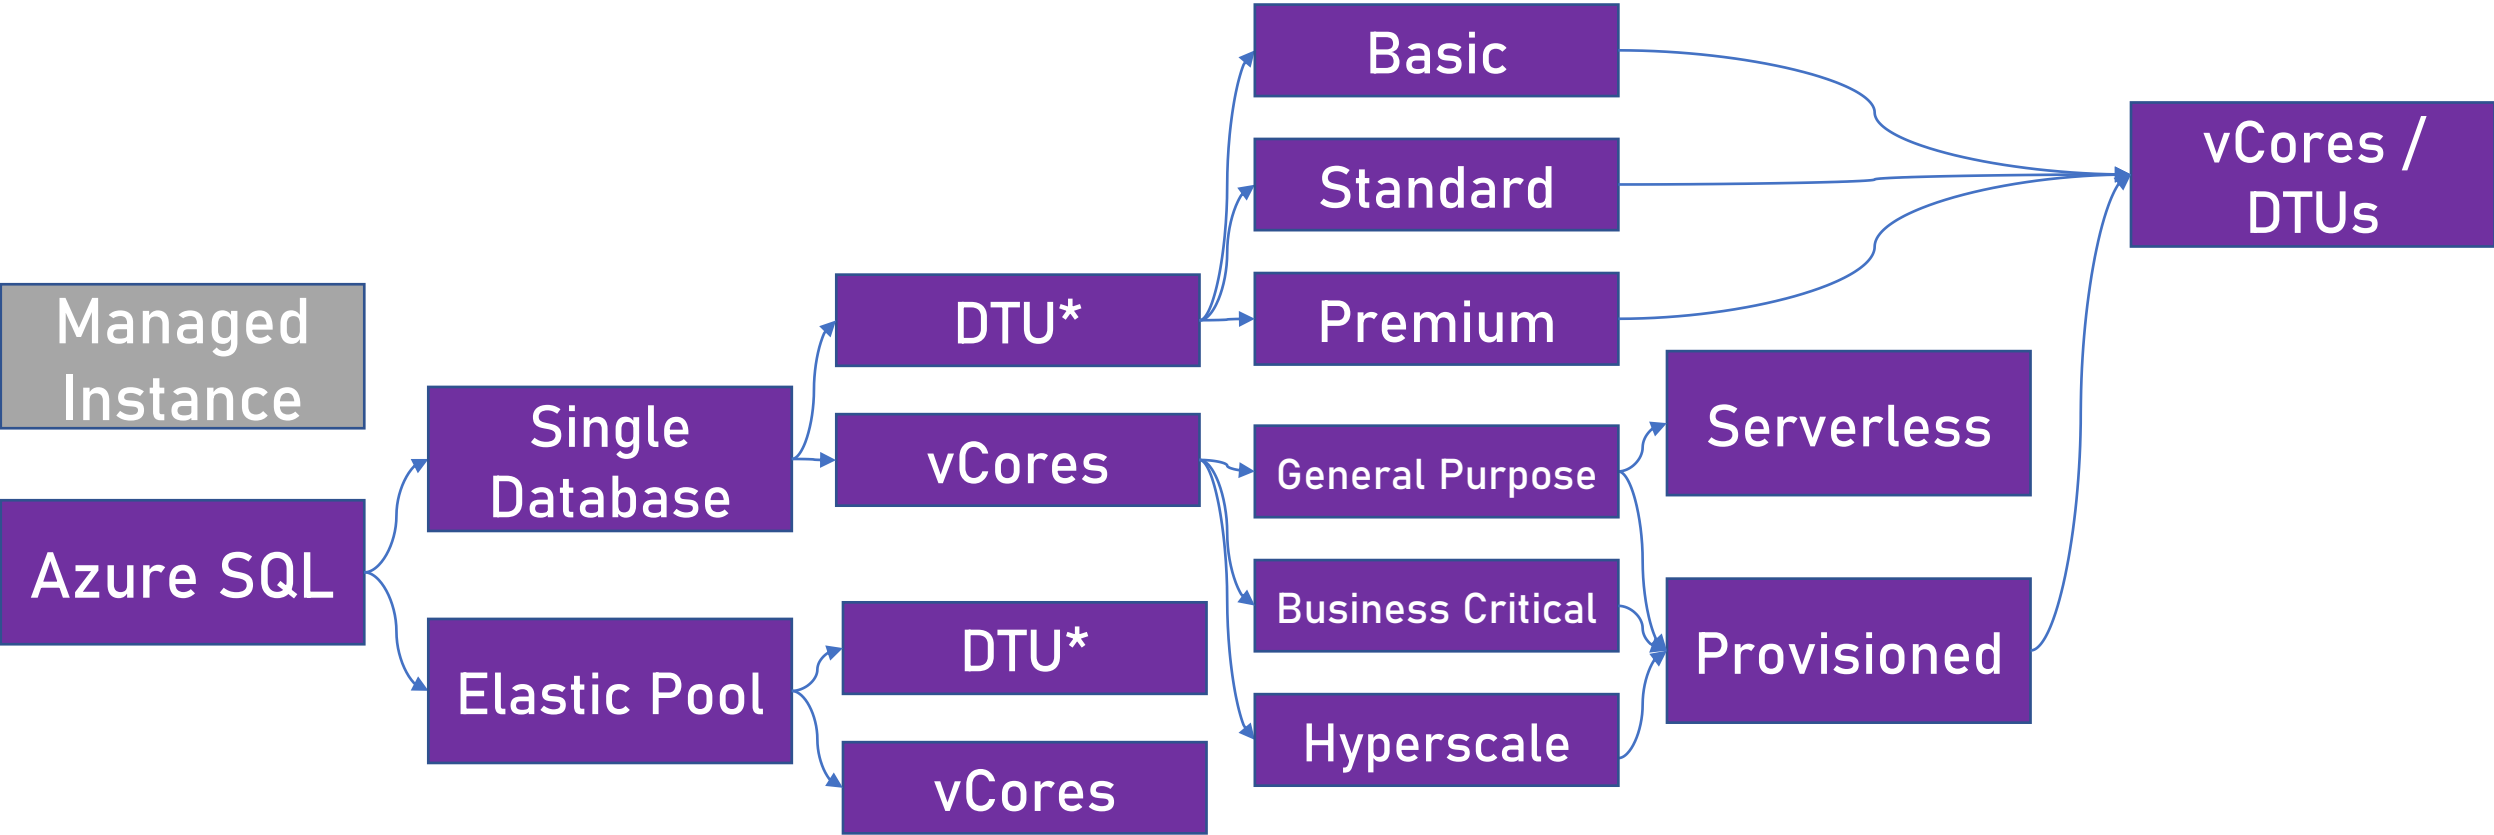 Managed
Instance
Azure SQL
Single
Database
Elastic Pool
DTU*
vCores
DTU*
vCores
Basic
Standard
Premium
General Purpose
Business Critical
Hyperscale
Serverless
Provisioned
vCores /
DTUs